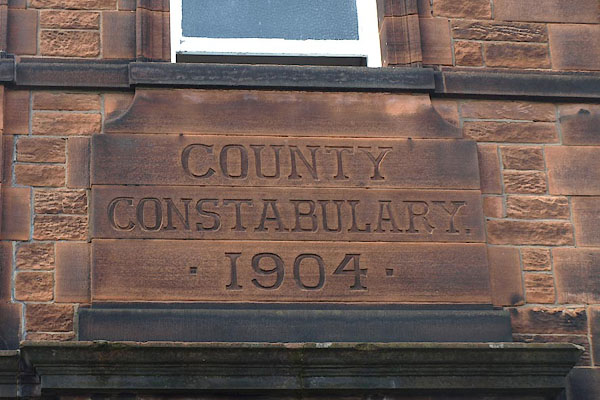 COUNTY
CONSTABULARY.
· 1904 ·